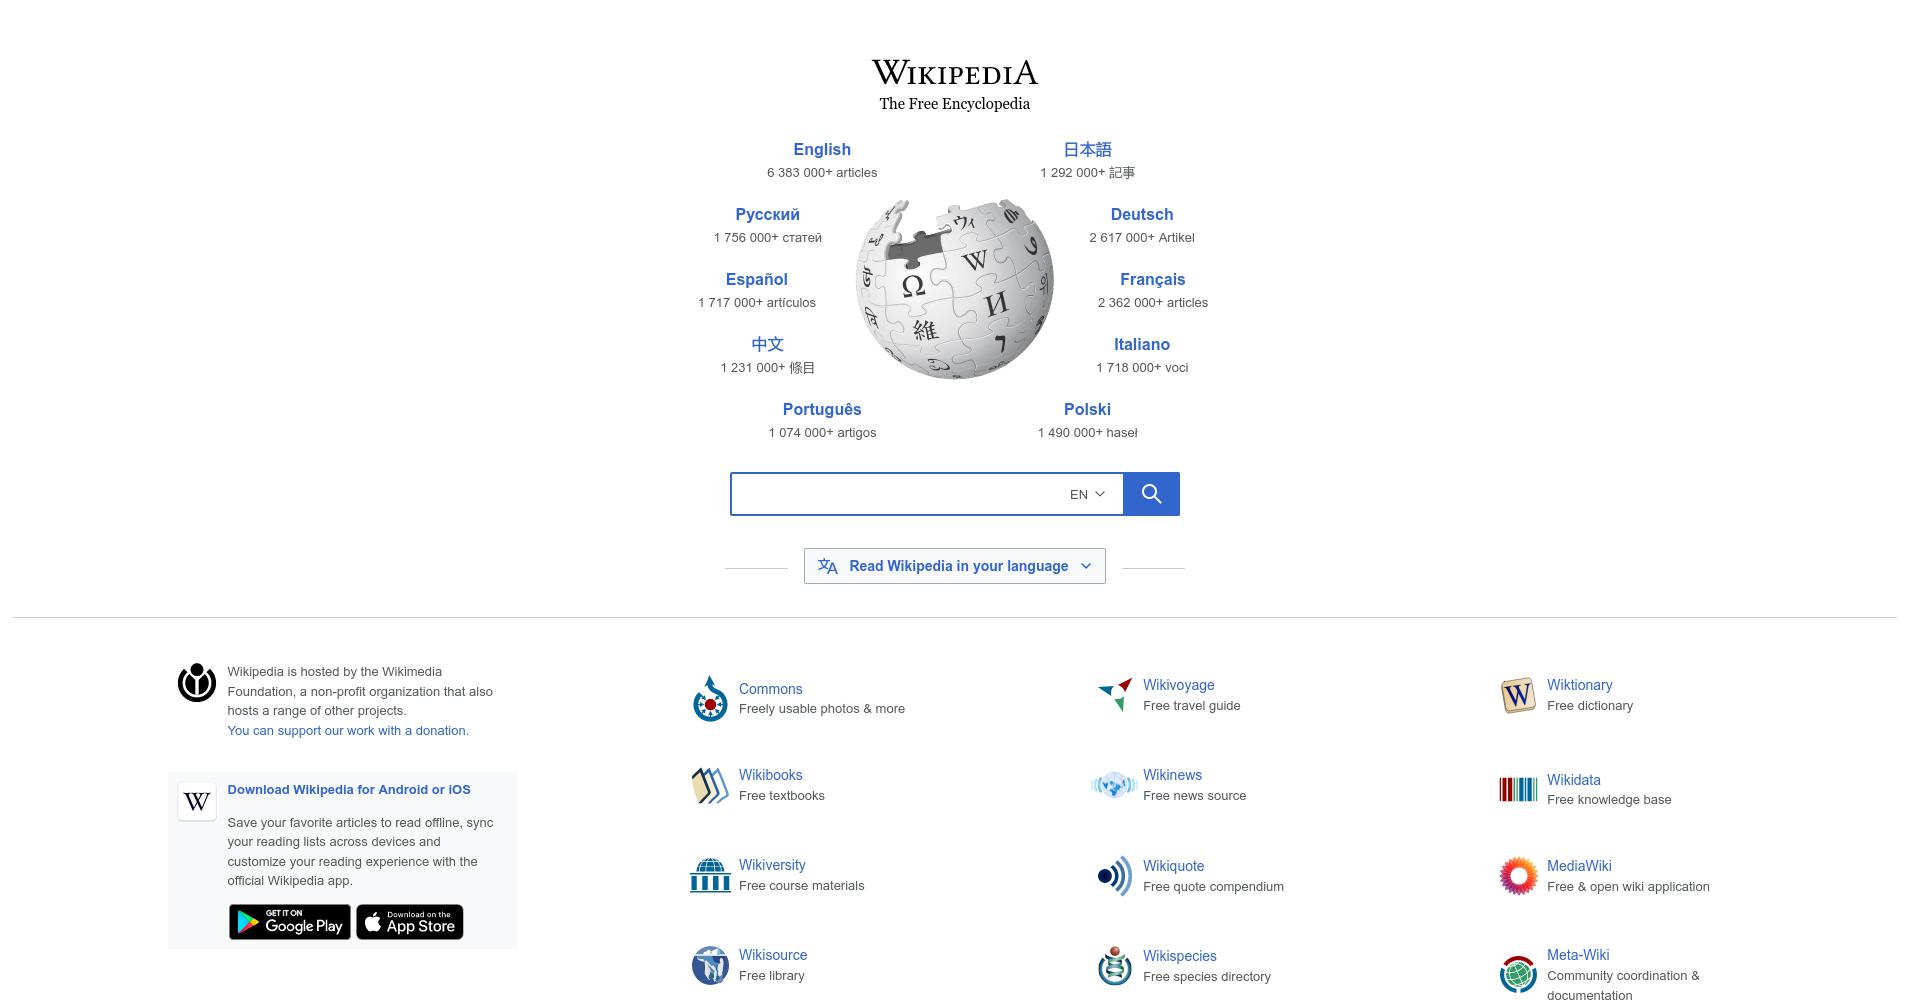 WIKIPEDIA
The Free Encyclopedia
English
6 383 000+ articles
日本語
1 292 000+ 記事
Русский
1 756 000+ статей
Deutsch
2 617 000+ Artikel
Español
1 717 000+ artículos
Français
2 362 000+ articles
中文
1 231 000+ 條目
Italiano
1 718 000+ voci
Português
1 074 000+ artigos
Polski
1 490 000+ haseł
Ω
W
И
維
ウィ
EN
Read Wikipedia in your language
Wikipedia is hosted by the Wikimedia
Foundation, a non-profit organization that also
hosts a range of other projects.
You can support our work with a donation.
W
Download Wikipedia for Android or iOS
Save your favorite articles to read offline, sync
your reading lists across devices and
customize your reading experience with the
official Wikipedia app.
GET IT ON
Google Play
Download on the
App Store
Commons
Freely usable photos & more
Wikivoyage
Free travel guide
W
Wiktionary
Free dictionary
Wikibooks
Free textbooks
Wikinews
Free news source
Wikidata
Free knowledge base
Wikiversity
Free course materials
Wikiquote
Free quote compendium
MediaWiki
Free & open wiki application
Wikisource
Free library
Wikispecies
Free species directory
Meta-Wiki
Community coordination &
documentation